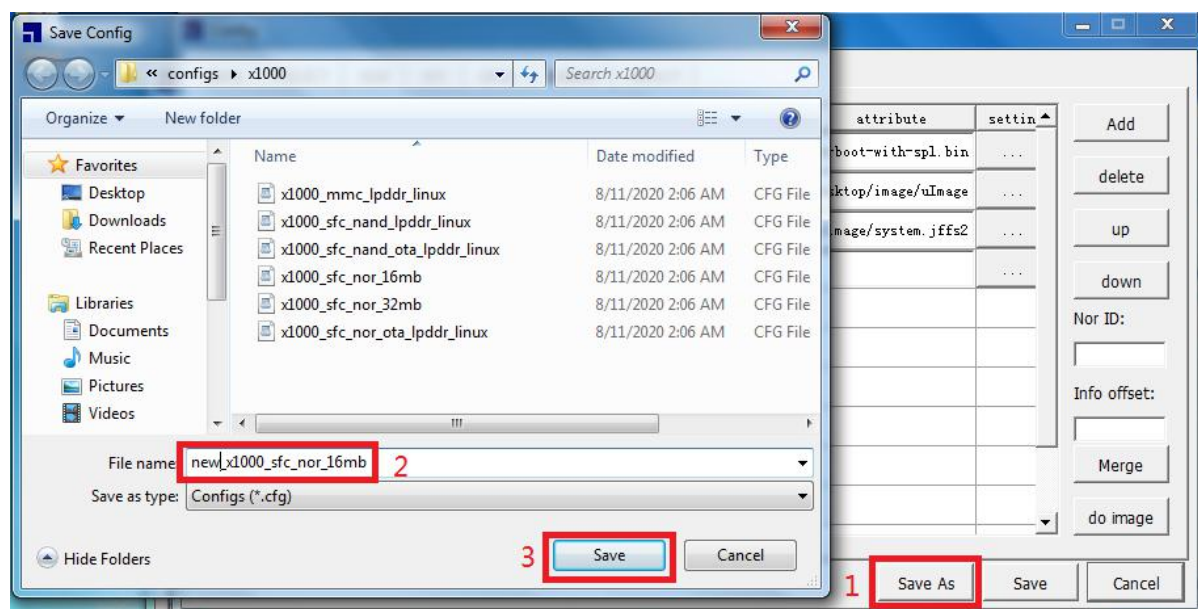 Save Config
X
« configs ▸ x1000
Search x1000
Organize ▾ New folder
Favorites
Desktop
Downloads
Recent Places
Libraries
Documents
Music
Pictures
Videos
Name Date modified Type
x1000_mmc_lpddr_linux 8/11/2020 2:06 AM CFG File
x1000_sfc_nand_lpddr_linux 8/11/2020 2:06 AM CFG File
x1000_sfc_nand_ota_lpddr_linux 8/11/2020 2:06 AM CFG File
x1000_sfc_nor_16mb 8/11/2020 2:06 AM CFG File
x1000_sfc_nor_32mb 8/11/2020 2:06 AM CFG File
x1000_sfc_nor_ota_lpddr_linux 8/11/2020 2:06 AM CFG File
File name: new_x1000_sfc_nor_16mb 2
Save as type: Configs (*.cfg)
Hide Folders
3 Save Cancel
X
attribute settin
boot-with-spl.bin ...
ktop/image/uImage ...
mage/system.jffs2 ...
...
Add
delete
up
down
Nor ID:
Info offset:
Merge
do image
1 Save As Save Cancel